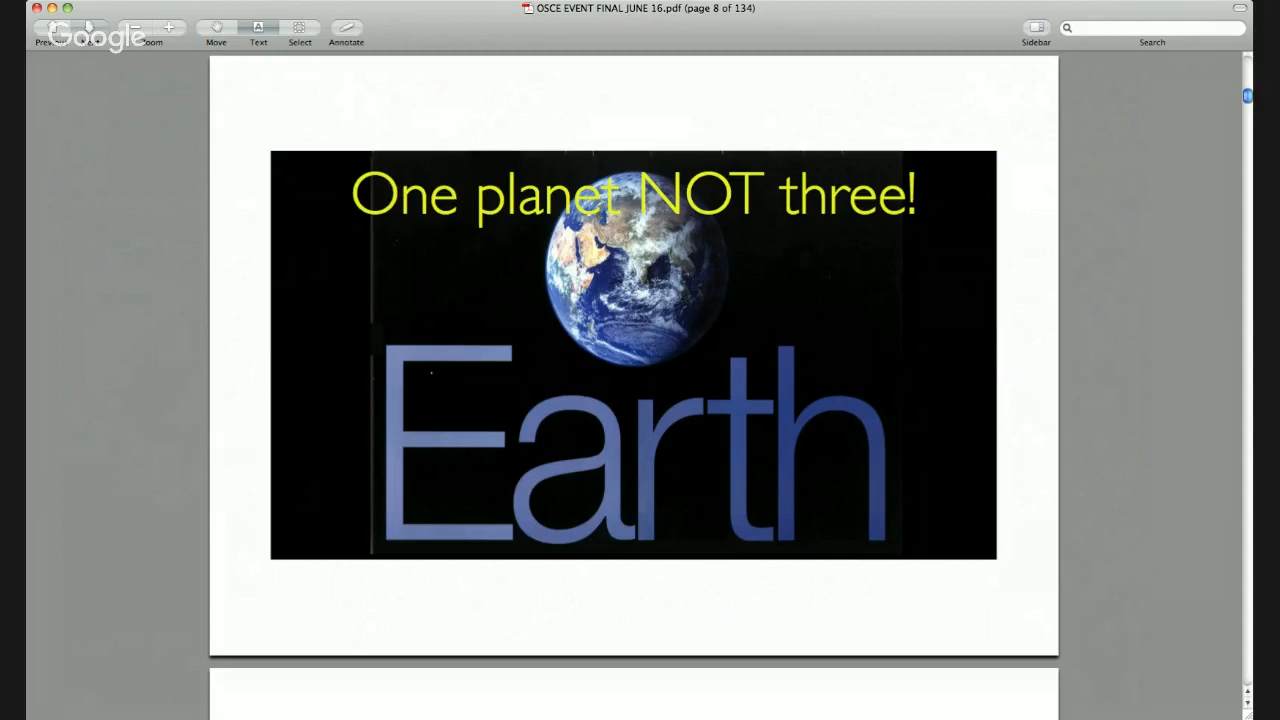 OSCE EVENT FINAL JUNE 16.pdf (page 8 of 134)
Google
Zoom
Move
Text
Select
Annotate
Sidebar
Search
One planet NOT three!
Earth